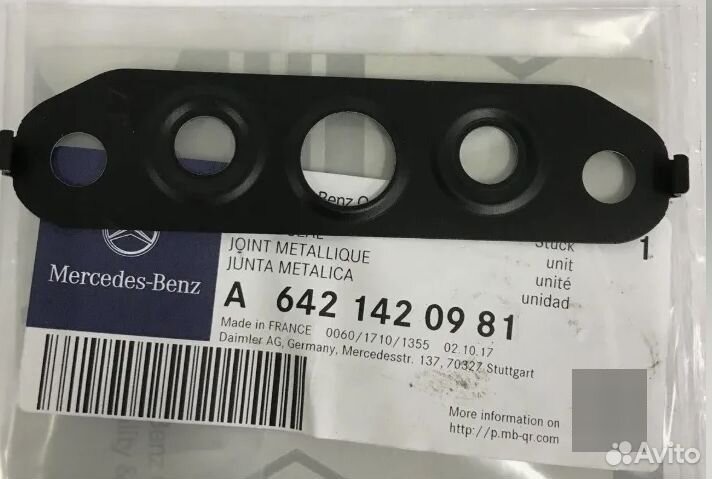 Benz
JOINT METALLIQUE
JUNTA METALICA
Stück
unit
unité
unidad
1
Mercedes-Benz
A 642 142 09 81
Made in FRANCE 0060/1710/1355 02.10.17
Daimler AG, Germany, Mercedesstr. 137, 70327 Stuttgart
More information on
http://p.mb-qr.com
Benz
Avito